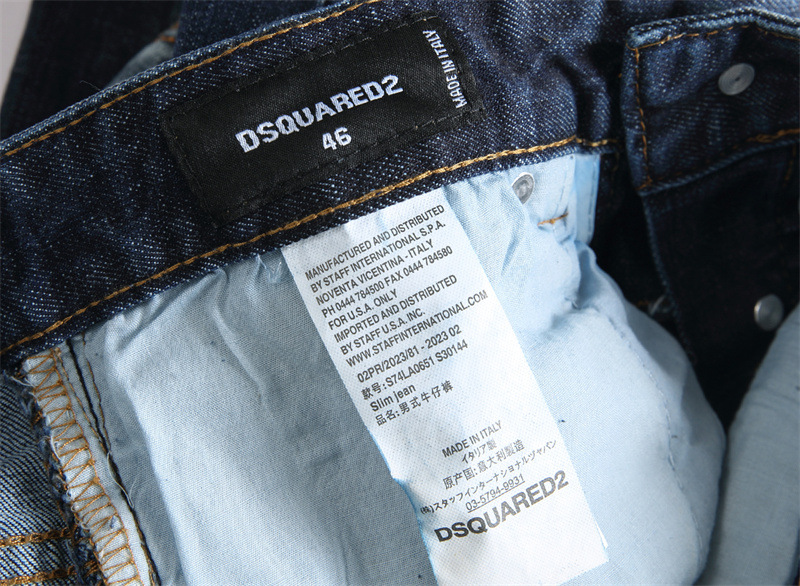 DSQUARED2
46
MADE IN ITALY
MANUFACTURED AND DISTRIBUTED
BY STAFF INTERNATIONAL S.P.A.
NOVENTA VICENTINA - ITALY
PH 0444 784500 FAX 0444 784580
FOR U.S.A. ONLY
IMPORTED AND DISTRIBUTED
BY STAFF U.S.A, INC.
WWW.STAFFINTERNATIONAL.COM
02PR/2023/81 - 2023 02
款号: S74LA0651 S30144
Slim jean
品名: 男式牛仔裤
MADE IN ITALY
イタリア製
原产国: 意大利製造
(株)スタッフインターナショナルジャパン
03-5794-9931
DSQUARED2